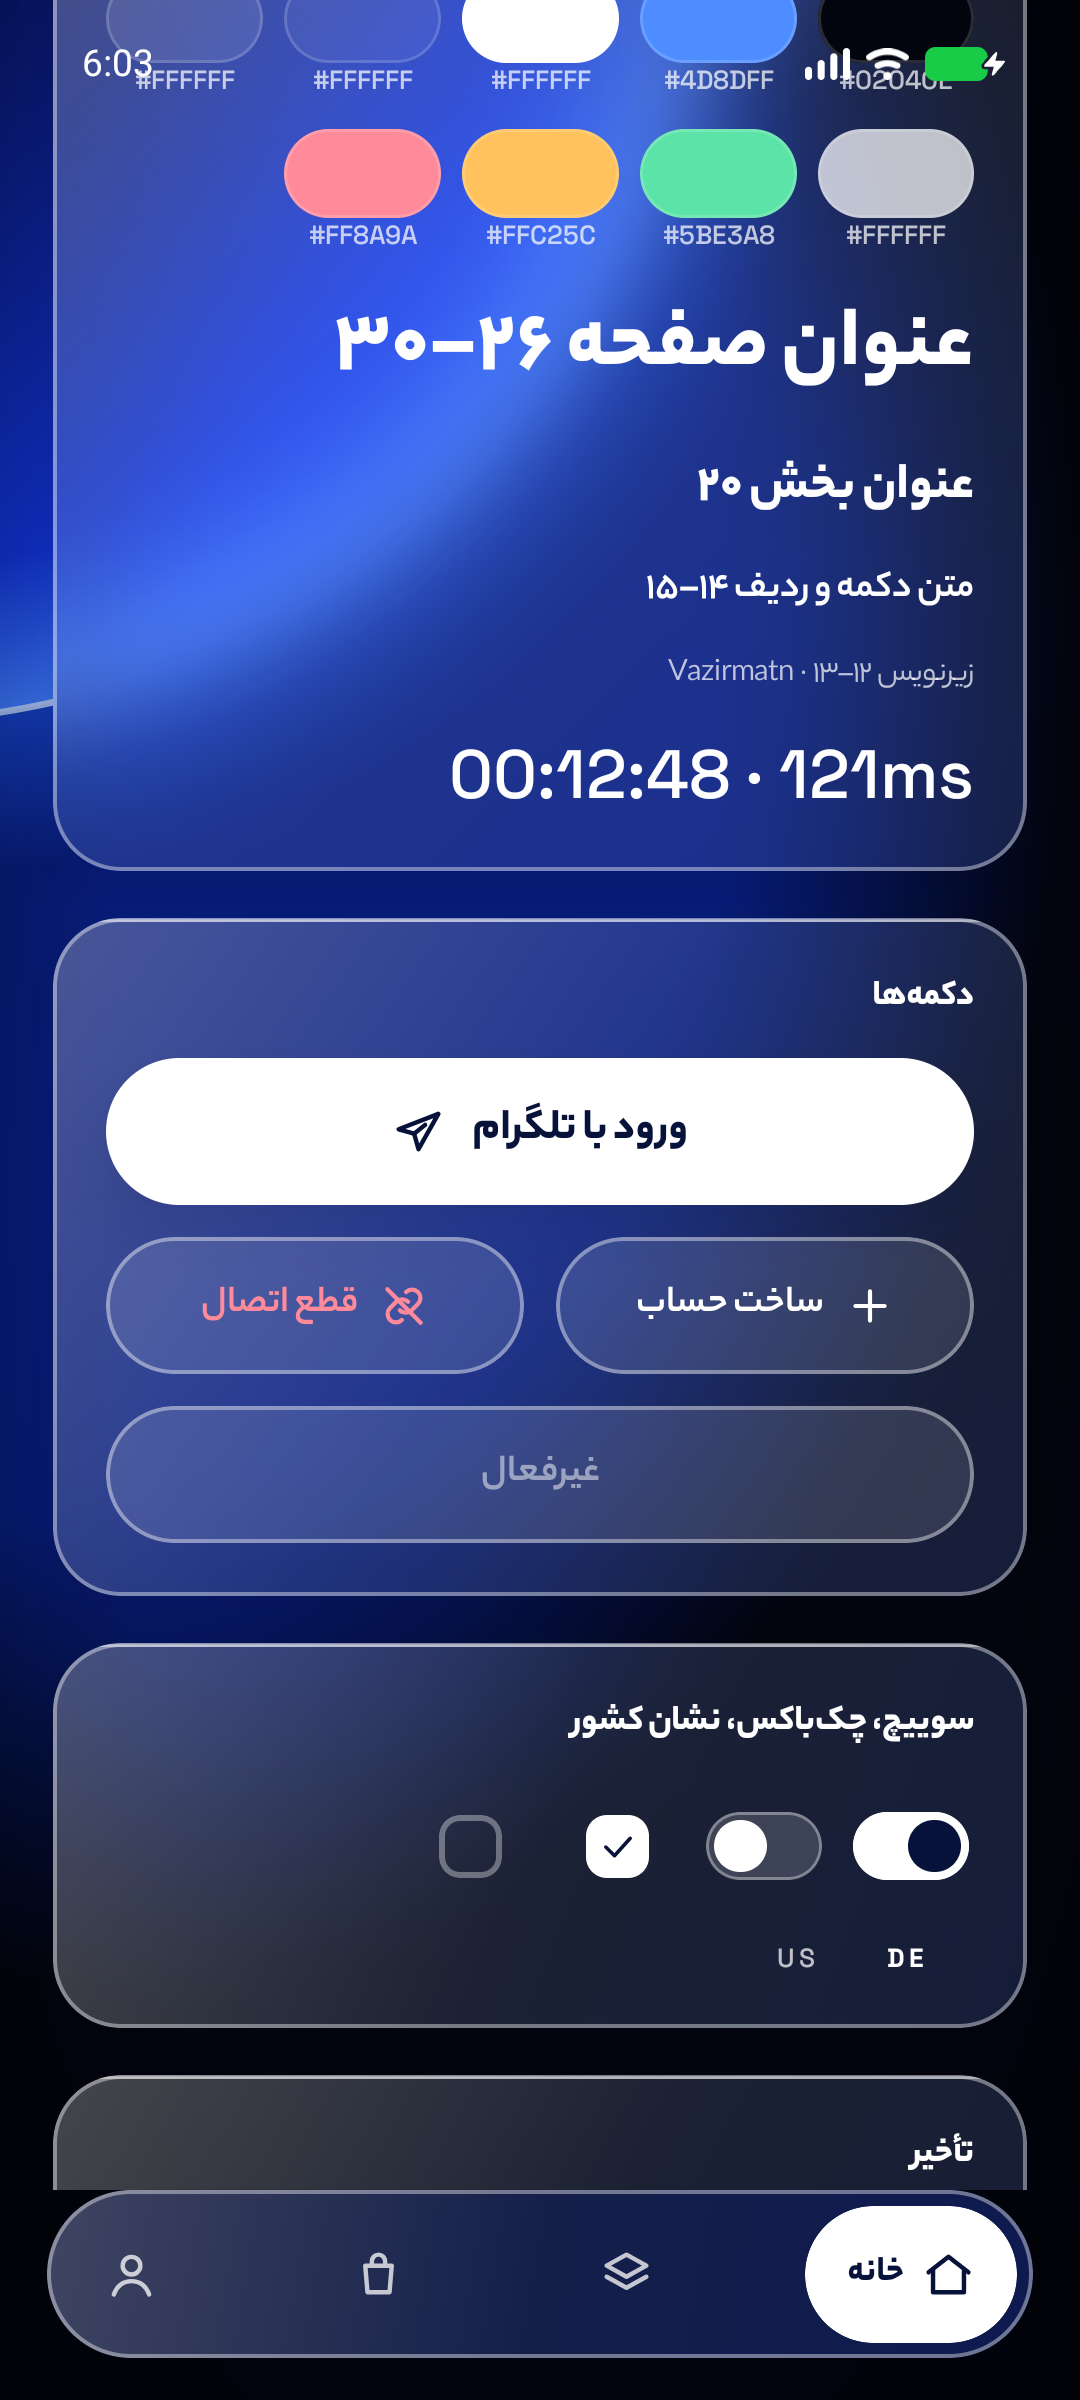 6:03
#02040E #4D8DFF #FFFFFF #FFFFFF #FFFFFF
#FFFFFF #5BE3A8 #FFC25C #FF8A9A
عنوان صفحه ۲۶–۳۰
عنوان بخش ۲۰
متن دکمه و ردیف ۱۴–۱۵
زیرنویس ۱۲–۱۳ · Vazirmatn
00:12:48 · 121ms
دکمه‌ها
ورود با تلگرام
ساخت حساب
قطع اتصال
غیرفعال
سوییچ، چک‌باکس، نشان کشور
DE US
تأخیر
خانه